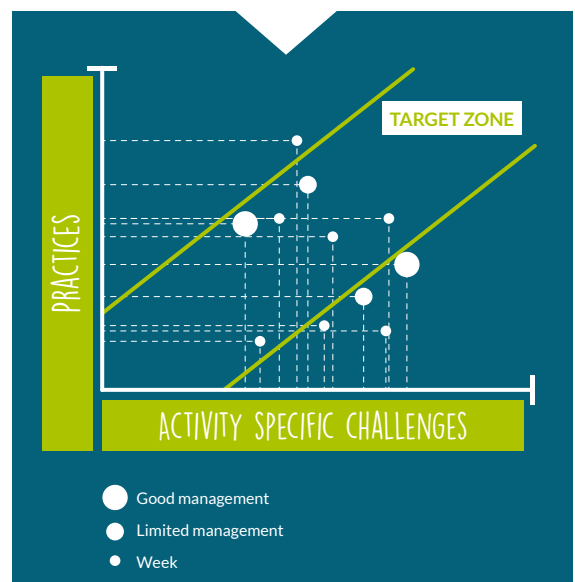 TARGET ZONE
PRACTICES
ACTIVITY SPECIFIC CHALLENGES
Good management
Limited management
Week